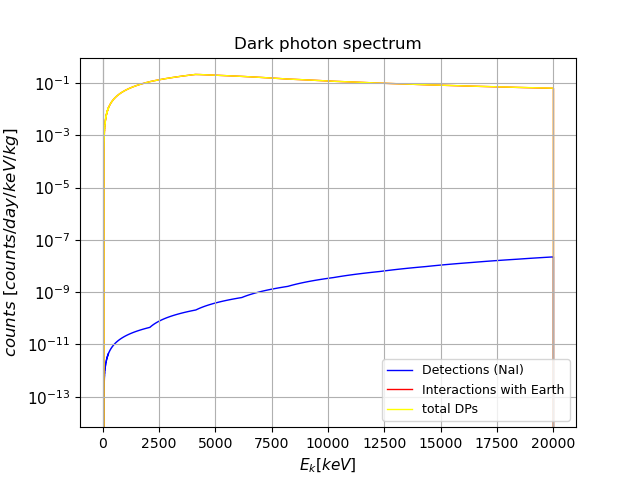 Dark photon spectrum
counts [counts/day/keV/kg]
10⁻¹
10⁻³
10⁻⁵
10⁻⁷
10⁻⁹
10⁻¹¹
10⁻¹³
Detections (NaI)
Interactions with Earth
total DPs
0 2500 5000 7500 10000 12500 15000 17500 20000
Eₖ[keV]